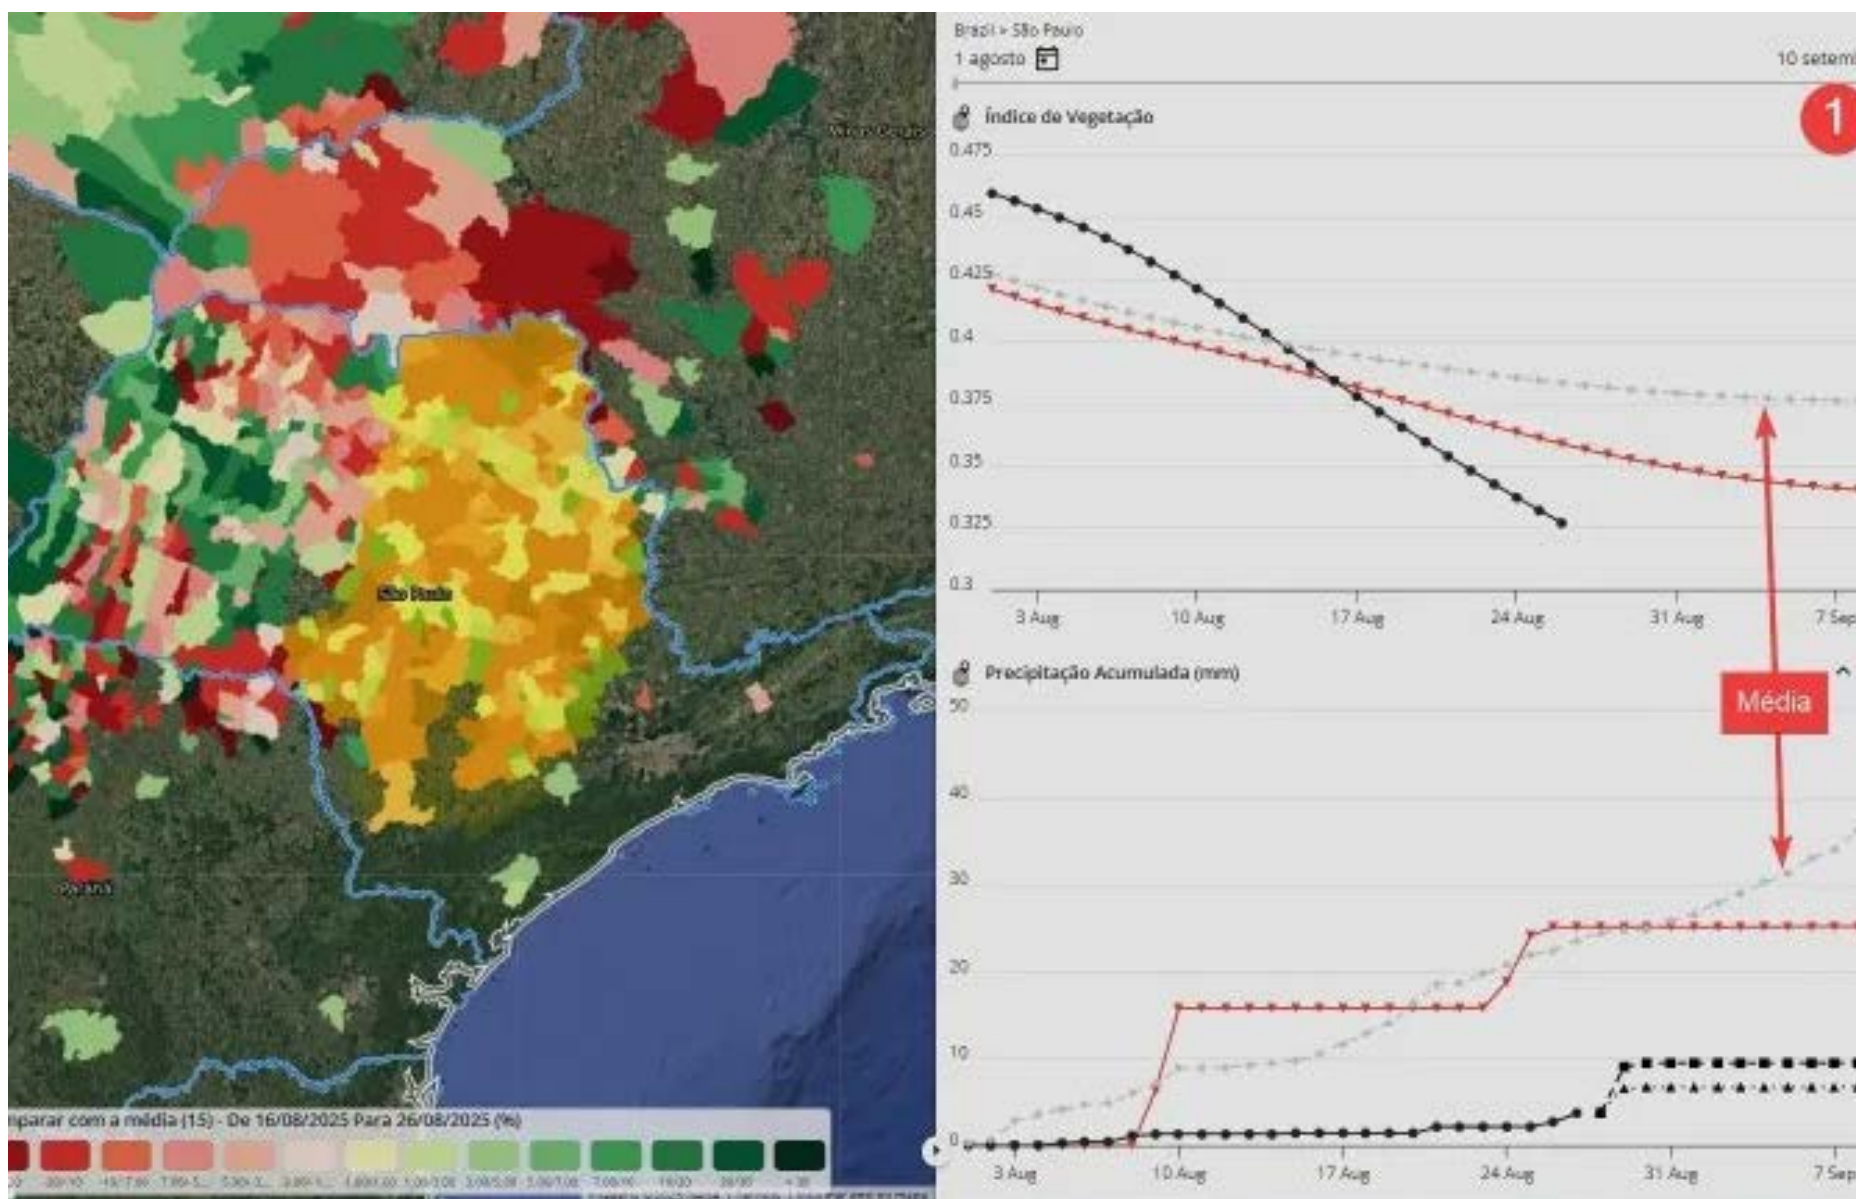 Brazil > São Paulo
1 agosto
10 setem
1
Índice de Vegetação
0.475
0.45
0.425
0.4
0.375
0.35
0.325
0.3
3 Aug 10 Aug 17 Aug 24 Aug 31 Aug 7 Sep
Precipitação Acumulada (mm)
50
40
30
20
10
0
3 Aug 10 Aug 17 Aug 24 Aug 31 Aug 7 Sep
Média
Minas Gerais
São Paulo
Paraná
mparar com a média (15) - De 16/08/2025 Para 26/08/2025 (%)